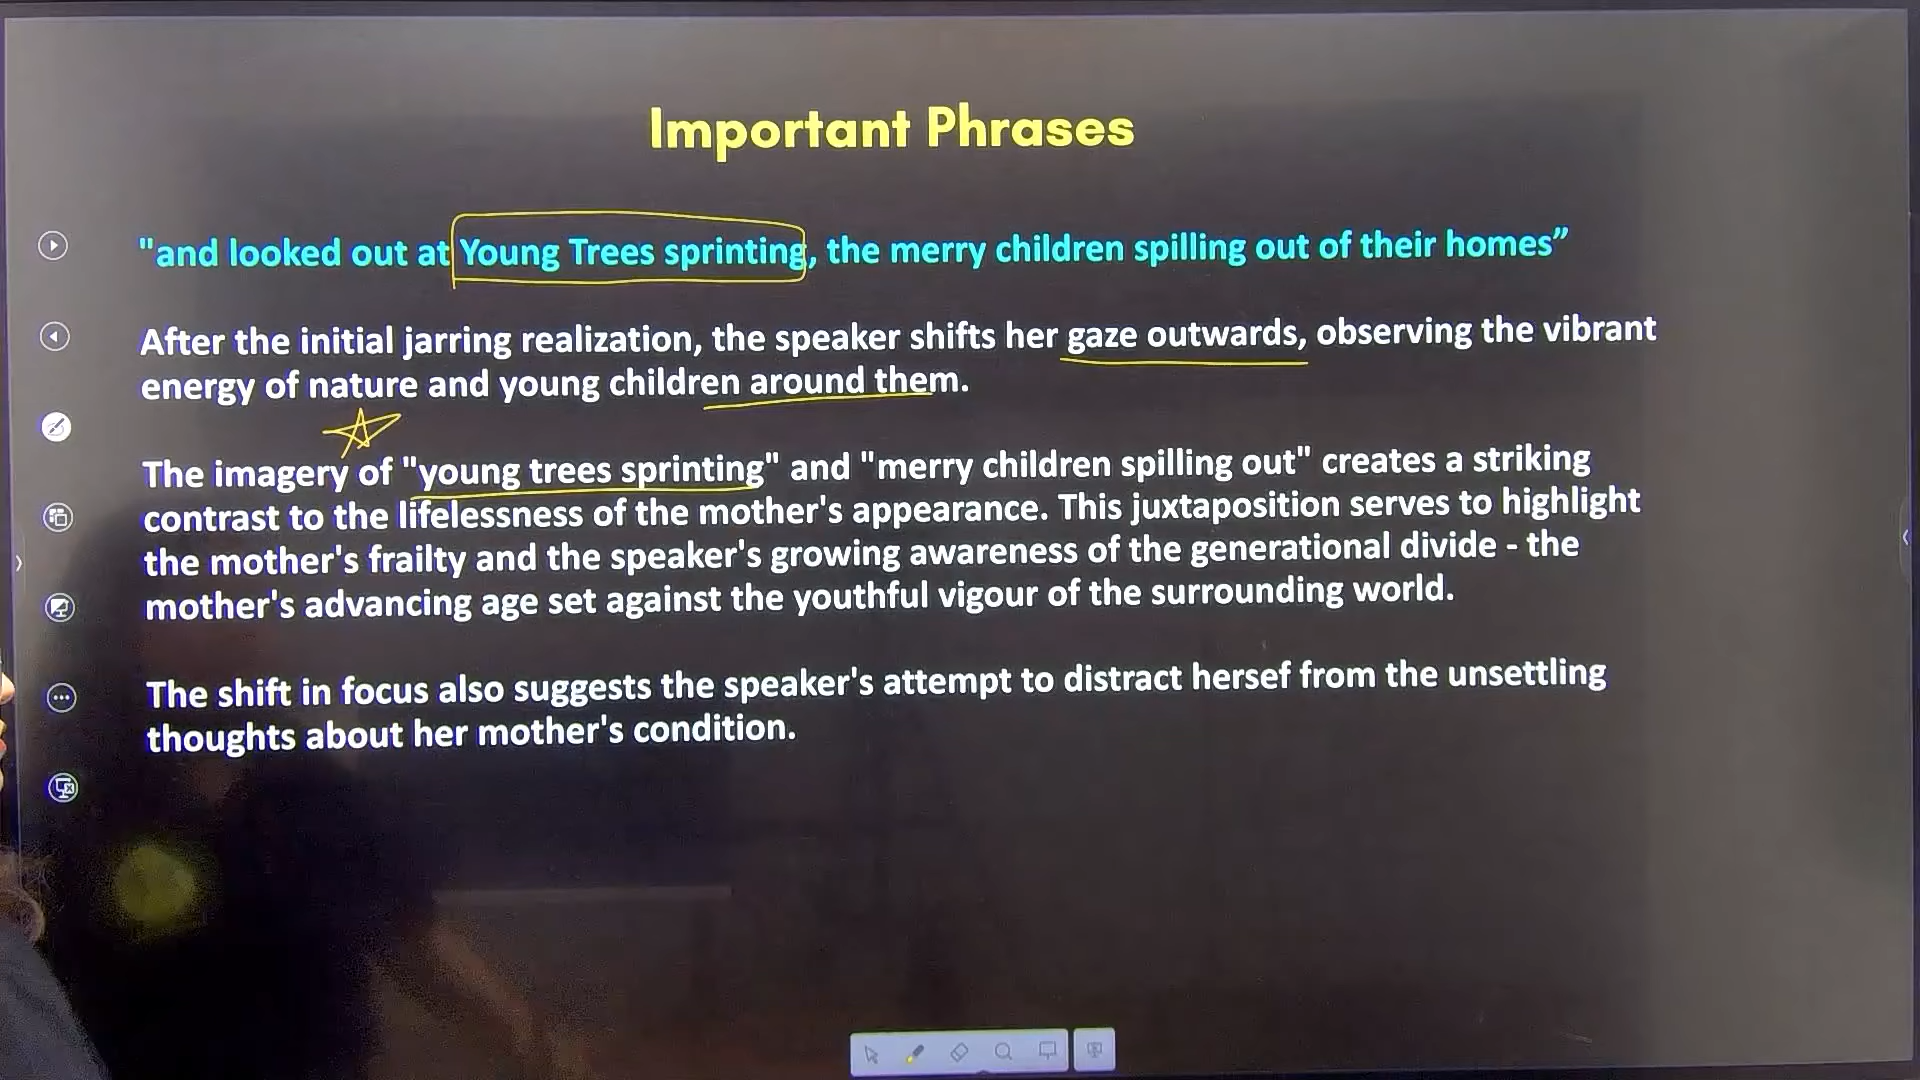 Important Phrases
"and looked out at Young Trees sprinting, the merry children spilling out of their homes”
After the initial jarring realization, the speaker shifts her gaze outwards, observing the vibrant
energy of nature and young children around them.
The imagery of "young trees sprinting" and "merry children spilling out" creates a striking
contrast to the lifelessness of the mother's appearance. This juxtaposition serves to highlight
the mother's frailty and the speaker's growing awareness of the generational divide - the
mother's advancing age set against the youthful vigour of the surrounding world.
The shift in focus also suggests the speaker's attempt to distract hersef from the unsettling
thoughts about her mother's condition.